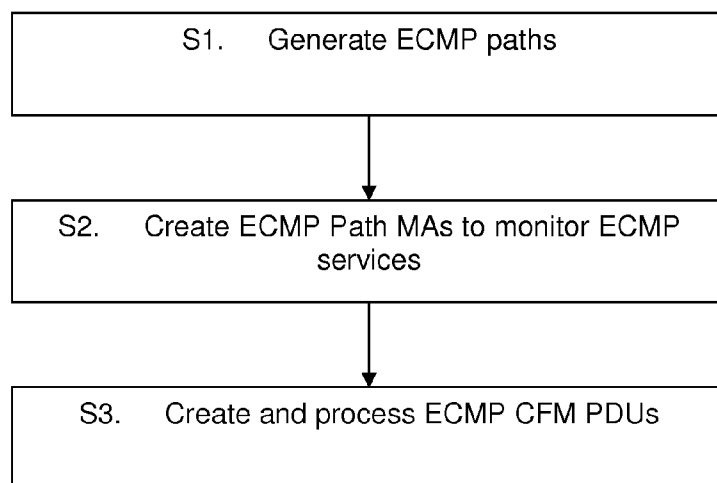 S1. Generate ECMP paths
S2. Create ECMP Path MAs to monitor ECMP
services
S3. Create and process ECMP CFM PDUs